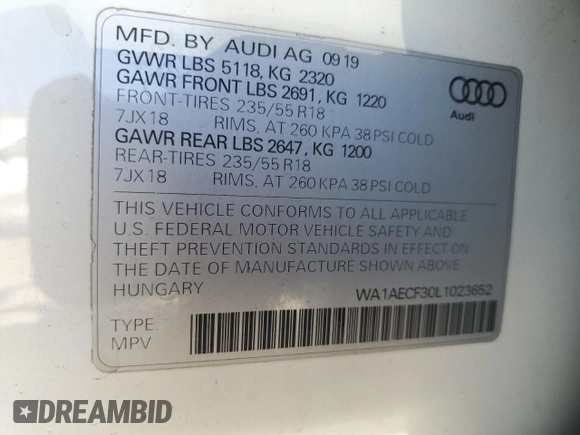 MFD. BY AUDI AG 09 19
GVWR LBS 5118, KG 2320
GAWR FRONT LBS 2691, KG 1220
FRONT-TIRES 235/55 R18
7JX18 RIMS, AT 260 KPA 38 PSI COLD
GAWR REAR LBS 2647, KG 1200
REAR-TIRES 235/55 R18
7JX18 RIMS, AT 260 KPA 38 PSI COLD
Audi
THIS VEHICLE CONFORMS TO ALL APPLICABLE
U.S. FEDERAL MOTOR VEHICLE SAFETY AND
THEFT PREVENTION STANDARDS IN EFFECT ON
THE DATE OF MANUFACTURE SHOWN ABOVE
HUNGARY
WA1AECF30L1023652
TYPE:
MPV
DREAMBID